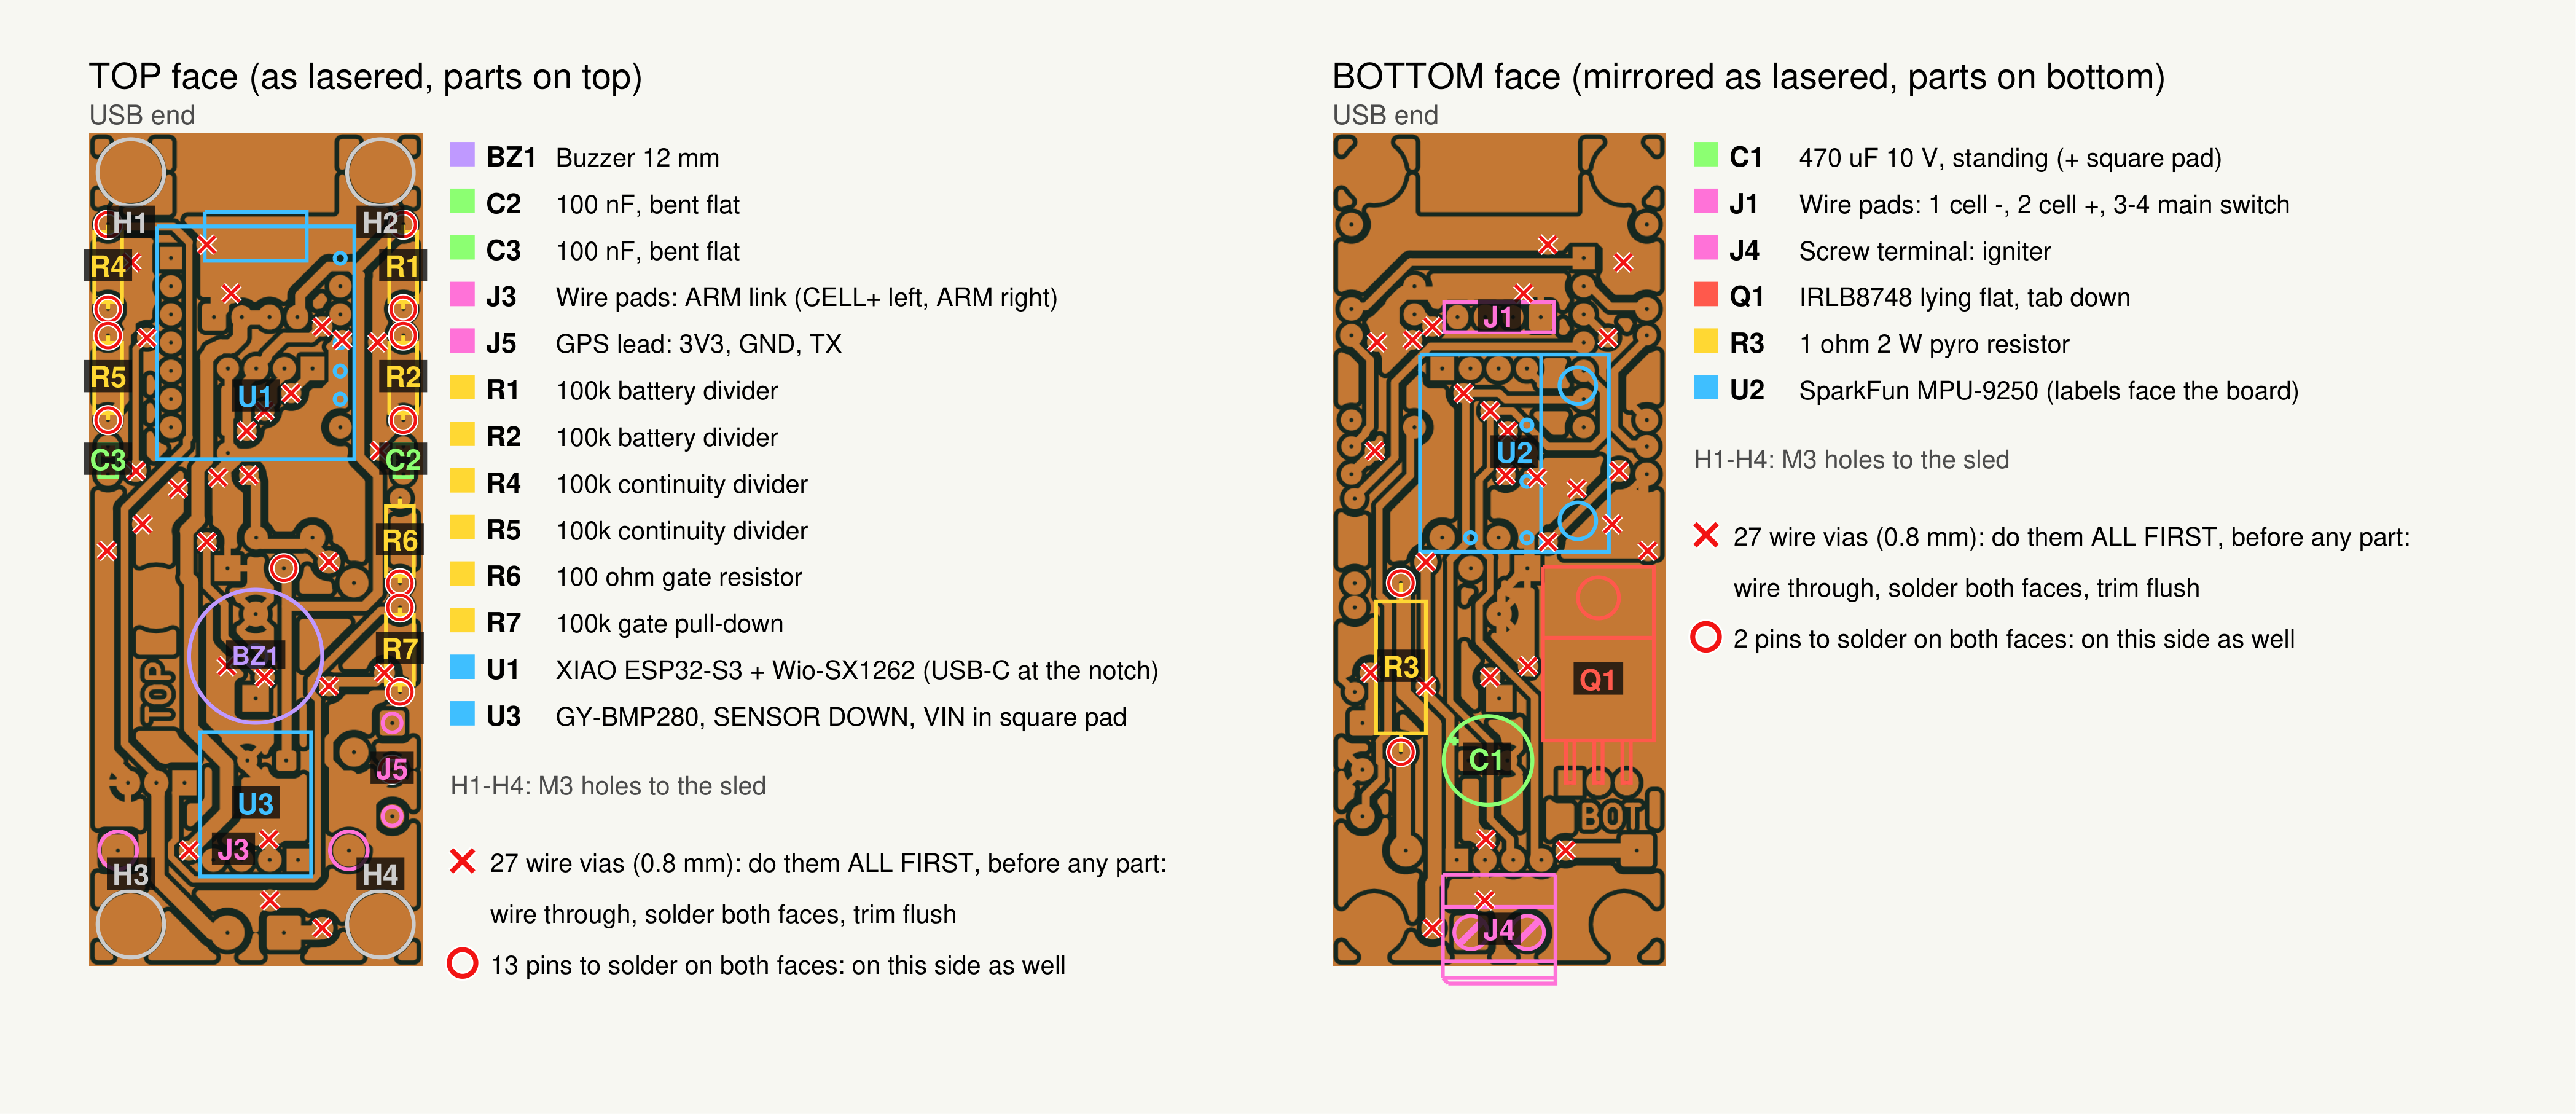 TOP face (as lasered, parts on top)
USB end
H1
H2
R4
R1
R5
R2
U1
C3
C2
R6
BZ1
R7
TOP
J5
U3
J3
H3
H4
BZ1 Buzzer 12 mm
C2 100 nF, bent flat
C3 100 nF, bent flat
J3 Wire pads: ARM link (CELL+ left, ARM right)
J5 GPS lead: 3V3, GND, TX
R1 100k battery divider
R2 100k battery divider
R4 100k continuity divider
R5 100k continuity divider
R6 100 ohm gate resistor
R7 100k gate pull-down
U1 XIAO ESP32-S3 + Wio-SX1262 (USB-C at the notch)
U3 GY-BMP280, SENSOR DOWN, VIN in square pad
H1-H4: M3 holes to the sled
27 wire vias (0.8 mm): do them ALL FIRST, before any part:
wire through, solder both faces, trim flush
13 pins to solder on both faces: on this side as well
BOTTOM face (mirrored as lasered, parts on bottom)
USB end
J1
U2
R3
Q1
C1
BOT
J4
C1 470 uF 10 V, standing (+ square pad)
J1 Wire pads: 1 cell -, 2 cell +, 3-4 main switch
J4 Screw terminal: igniter
Q1 IRLB8748 lying flat, tab down
R3 1 ohm 2 W pyro resistor
U2 SparkFun MPU-9250 (labels face the board)
H1-H4: M3 holes to the sled
27 wire vias (0.8 mm): do them ALL FIRST, before any part:
wire through, solder both faces, trim flush
2 pins to solder on both faces: on this side as well